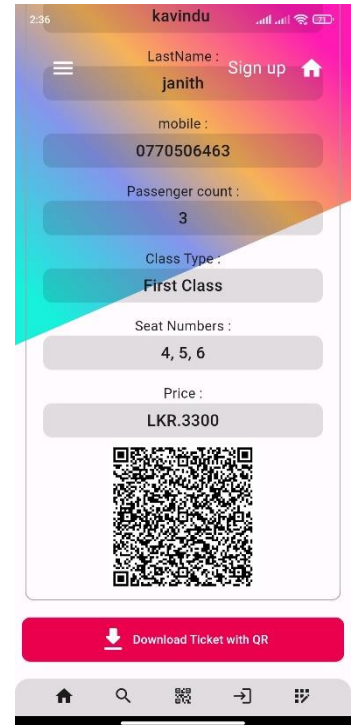 2:36
kavindu
71
LastName :
Sign up
janith
mobile :
0770506463
Passenger count :
3
Class Type :
First Class
Seat Numbers :
4, 5, 6
Price :
LKR.3300
Download Ticket with QR